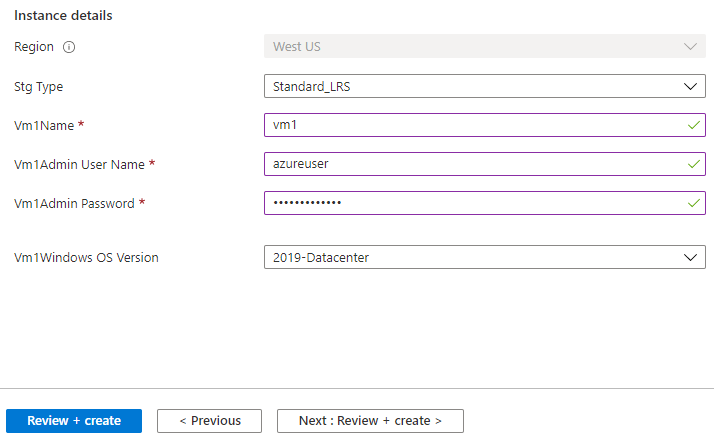 Instance details
Region West US
Stg Type Standard_LRS
Vm1Name * vm1
Vm1Admin User Name * azureuser
Vm1Admin Password * •••••••••••••
Vm1Windows OS Version 2019-Datacenter
Review + create < Previous Next : Review + create >